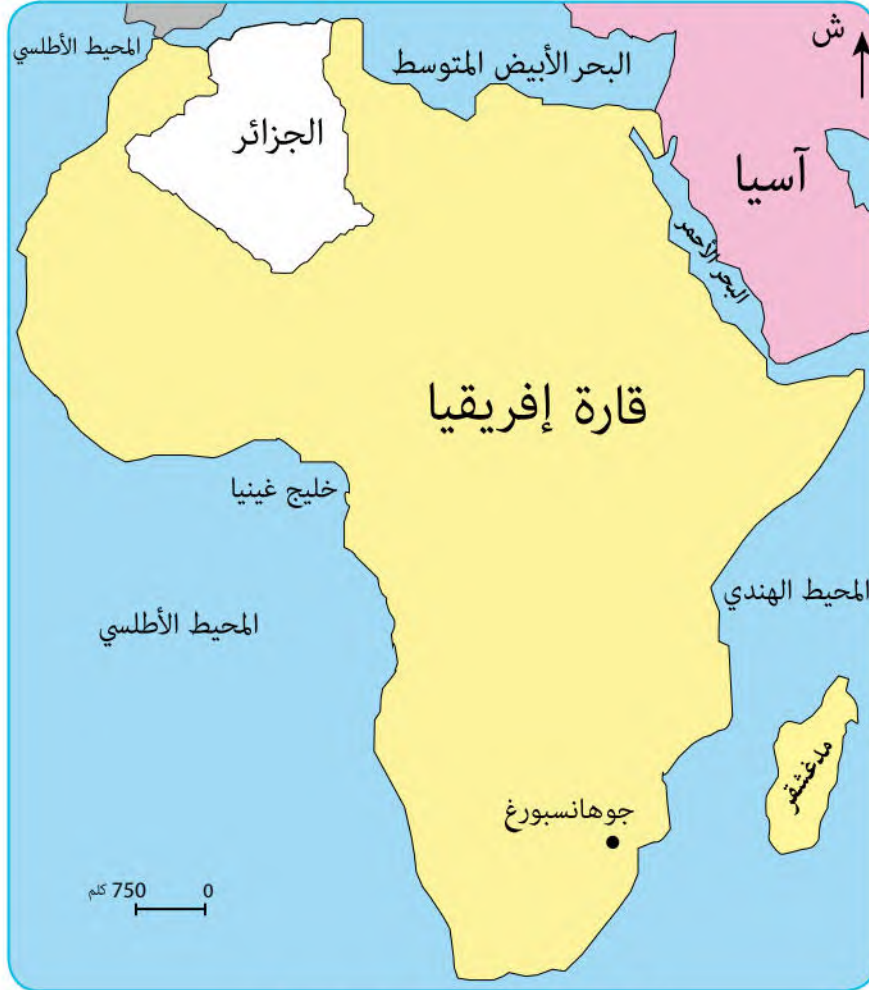 ش
المحيط الأطلسي
البحر الأبيض المتوسط
الجزائر
آسيا
البحر الأحمر
قارة إفريقيا
خليج غينيا
المحيط الهندي
المحيط الأطلسي
مدغشقر
جوهانسبورغ
0 750 كلم